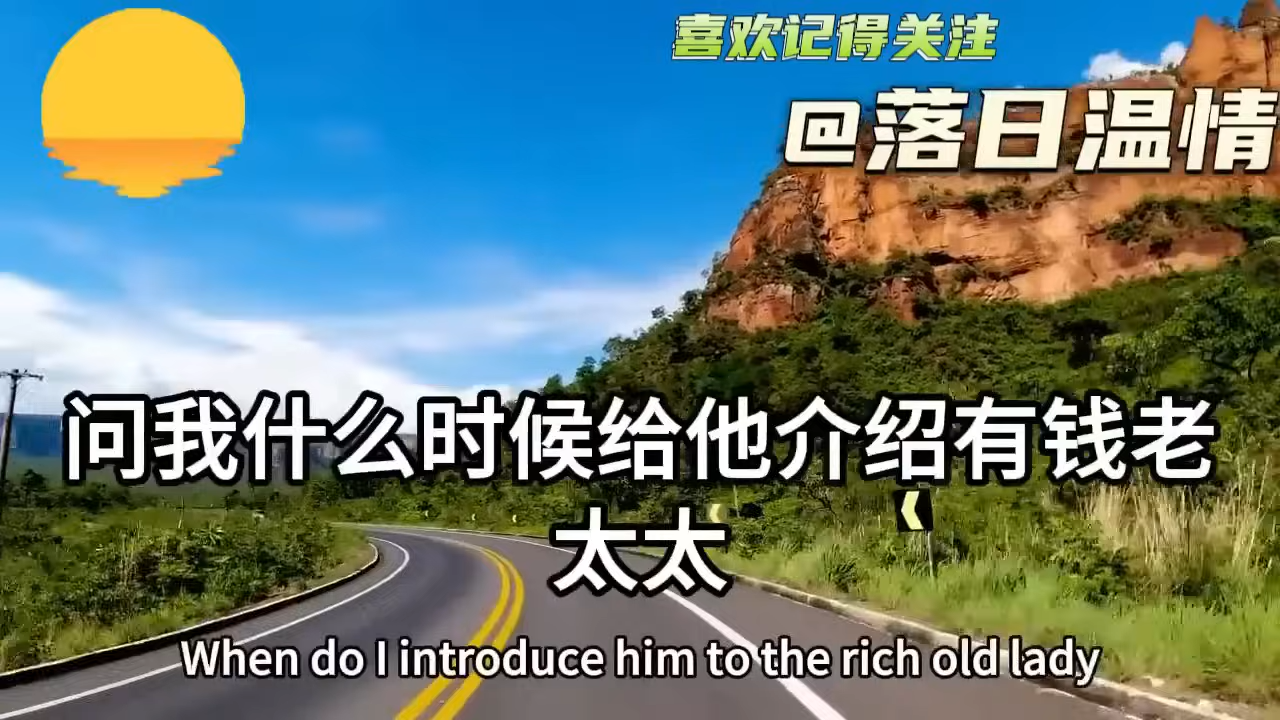 喜欢记得关注
@落日温情
问我什么时候给他介绍有钱老
太太
When do I introduce him to the rich old lady